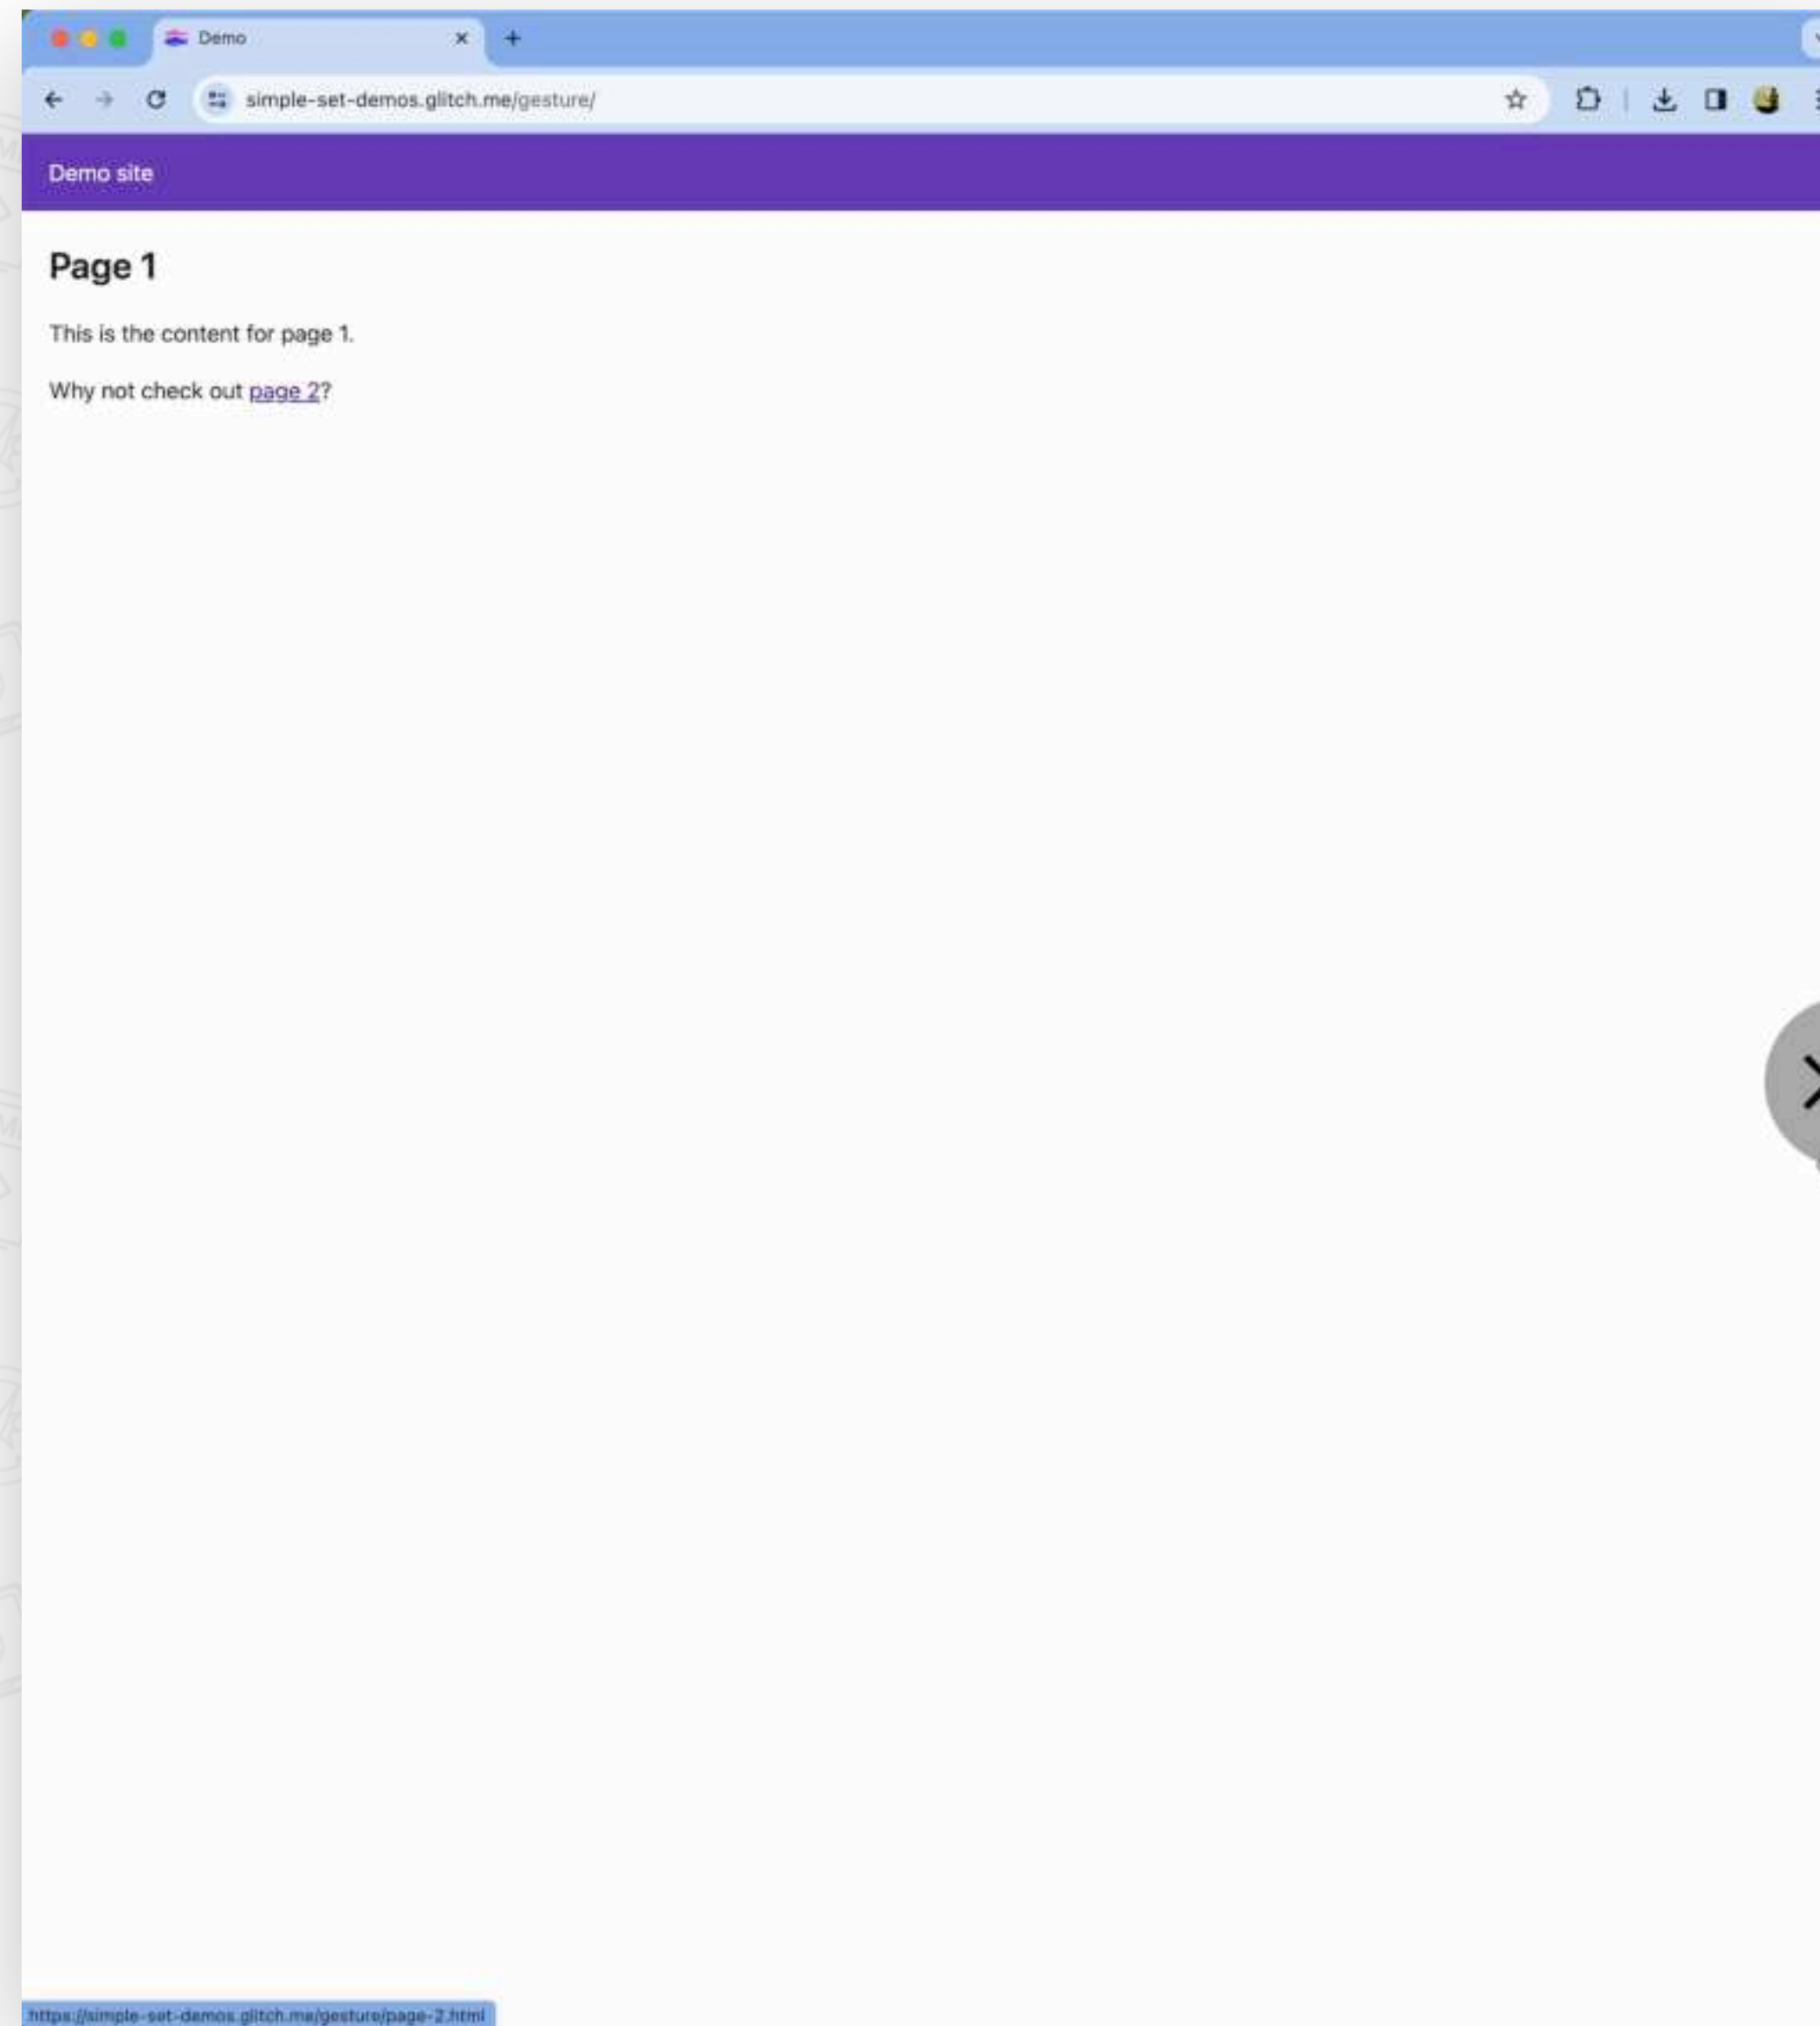 Demo
simple-set-demos.glitch.me/gesture/
Demo site
Page 1
This is the content for page 1.
Why not check out page 2?
https://simple-set-demos.glitch.me/gesture/page-2.html